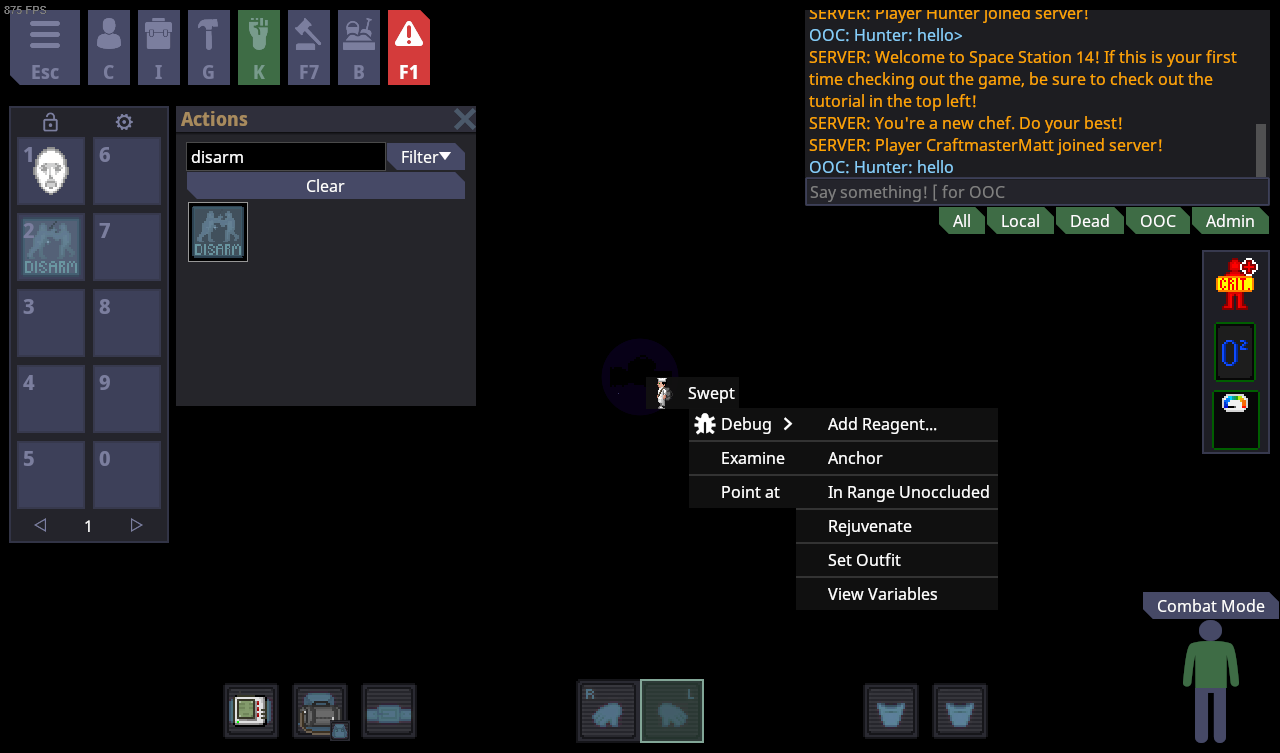 875 FPS
Esc
C
I
G
K
F7
B
F1
SERVER: Player Hunter joined server!
OOC: Hunter: hello>
SERVER: Welcome to Space Station 14! If this is your first
time checking out the game, be sure to check out the
tutorial in the top left!
SERVER: You're a new chef. Do your best!
SERVER: Player CraftmasterMatt joined server!
OOC: Hunter: hello
Say something! [ for OOC
All
Local
Dead
OOC
Admin
Actions
disarm
Filter
Clear
DISARM
1
6
2
DISARM
7
3
8
4
9
5
0
1
CRIT.
O2
Swept
Debug
Examine
Point at
Add Reagent...
Anchor
In Range Unoccluded
Rejuvenate
Set Outfit
View Variables
Combat Mode
R
L